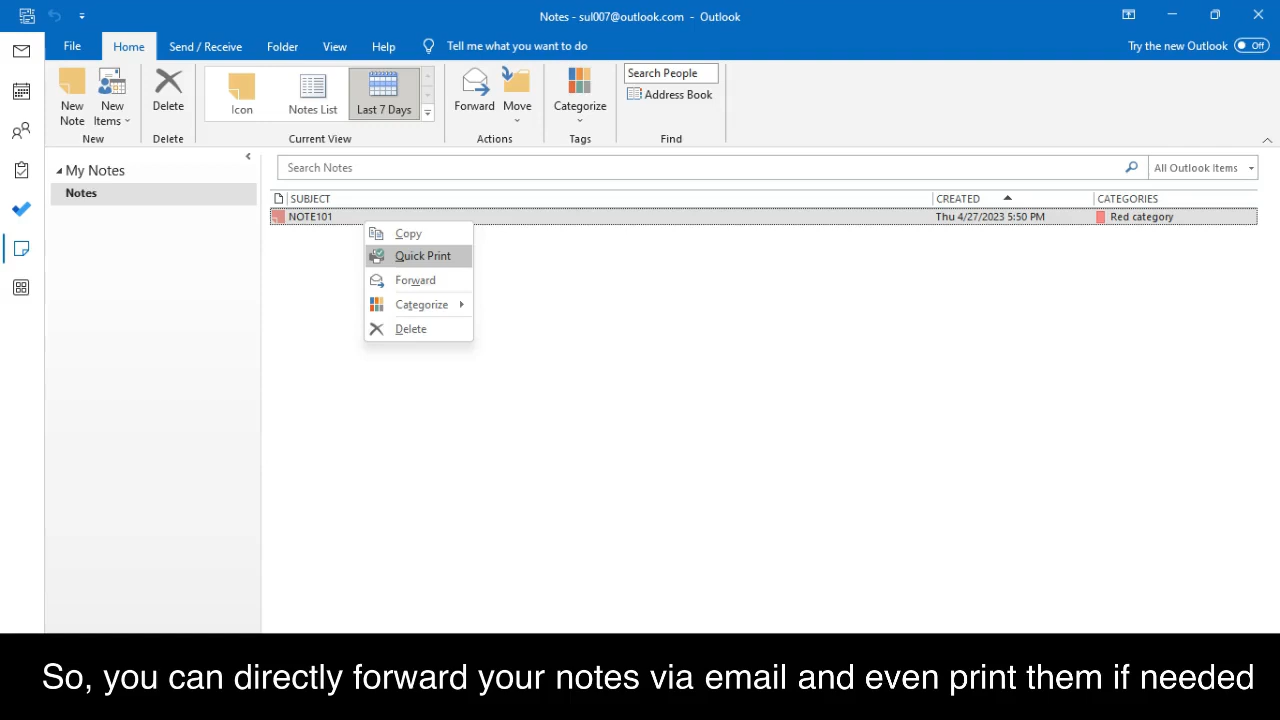 Notes - sul007@outlook.com - Outlook
File Home Send / Receive Folder View Help Tell me what you want to do Try the new Outlook Off
New Note
New Items
Delete
Icon
Notes List
Last 7 Days
Forward
Move
Categorize
Search People
Address Book
New Delete Current View Actions Tags Find
My Notes
Notes
Search Notes All Outlook Items
SUBJECT CREATED CATEGORIES
NOTE101 Thu 4/27/2023 5:50 PM Red category
Copy
Quick Print
Forward
Categorize
Delete
So, you can directly forward your notes via email and even print them if needed